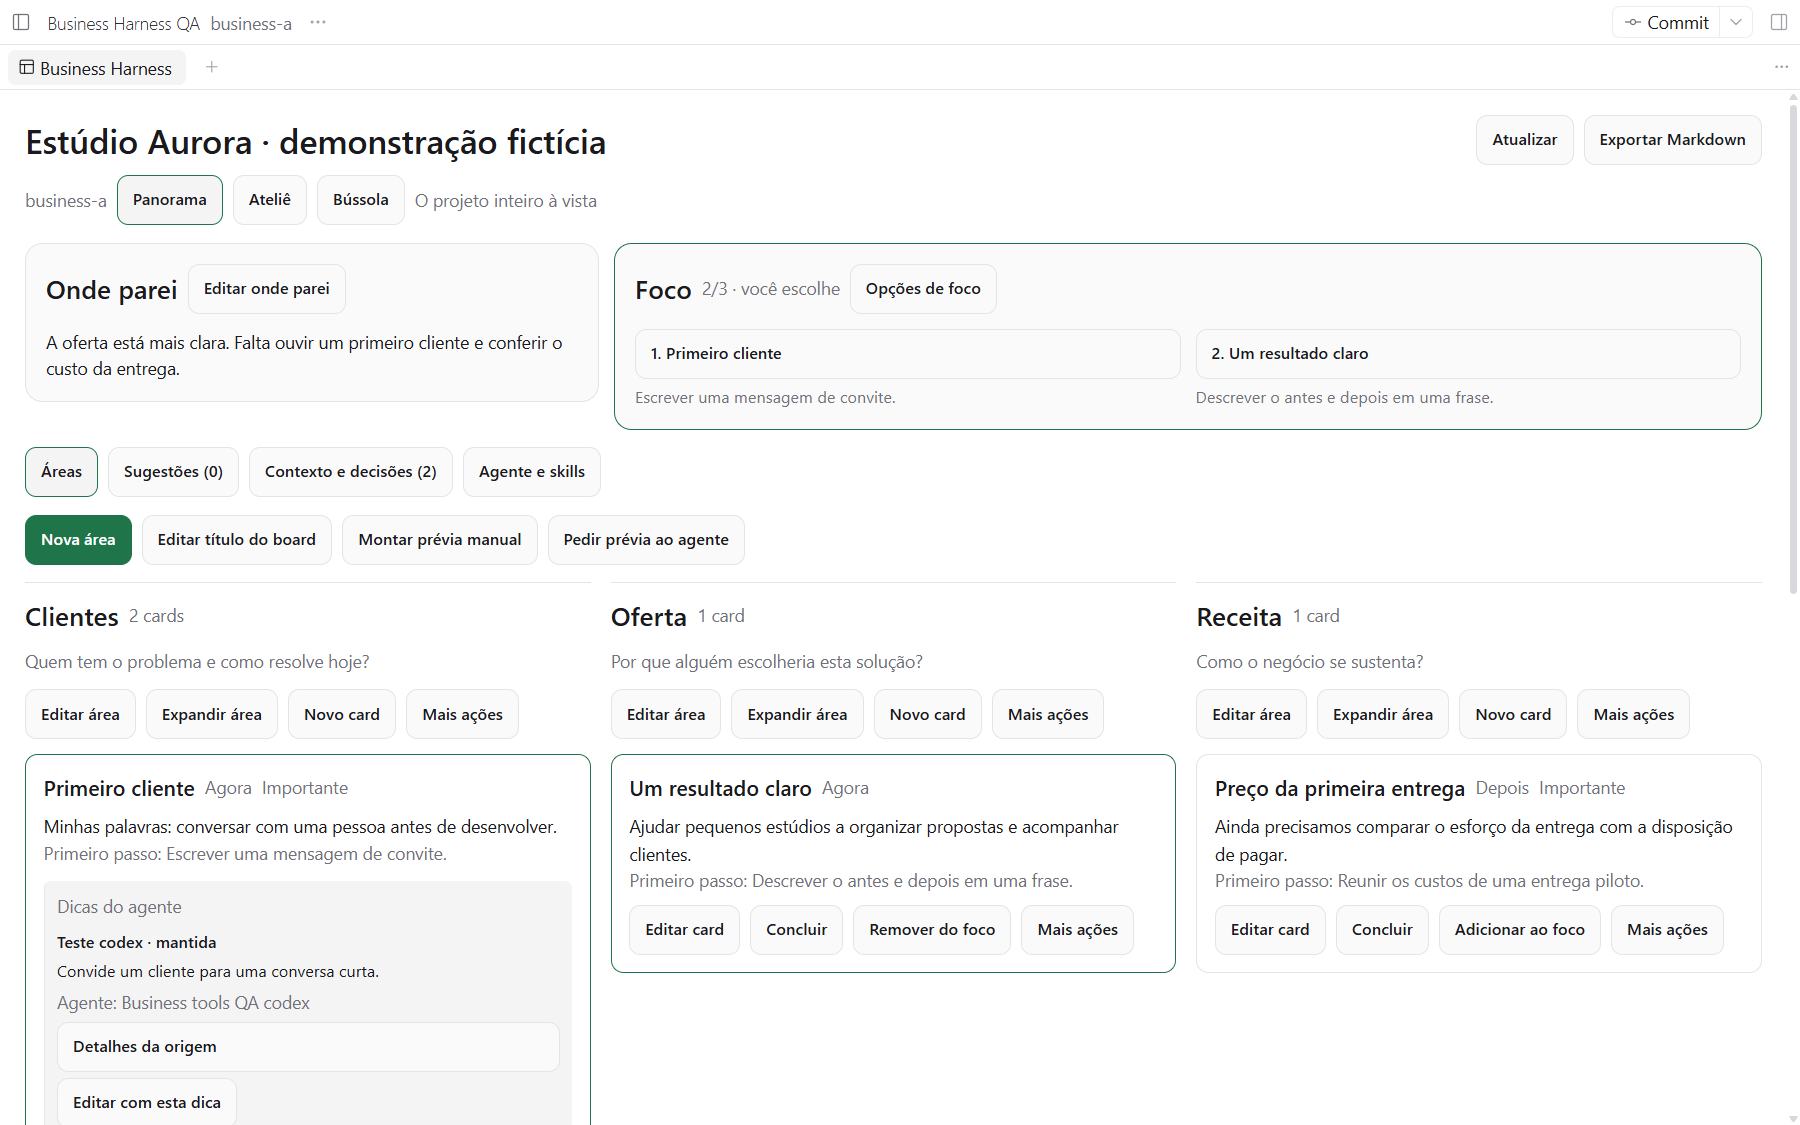 Business Harness QA business-a ···
Commit
Business Harness +
···
Estúdio Aurora · demonstração fictícia
Atualizar Exportar Markdown
business-a Panorama Ateliê Bússola O projeto inteiro à vista
Onde parei Editar onde parei
A oferta está mais clara. Falta ouvir um primeiro cliente e conferir o
custo da entrega.
Foco 2/3 · você escolhe Opções de foco
1. Primeiro cliente
Escrever uma mensagem de convite.
2. Um resultado claro
Descrever o antes e depois em uma frase.
Áreas Sugestões (0) Contexto e decisões (2) Agente e skills
Nova área Editar título do board Montar prévia manual Pedir prévia ao agente
Clientes 2 cards
Quem tem o problema e como resolve hoje?
Editar área Expandir área Novo card Mais ações
Primeiro cliente Agora Importante
Minhas palavras: conversar com uma pessoa antes de desenvolver.
Primeiro passo: Escrever uma mensagem de convite.
Dicas do agente
Teste codex · mantida
Convide um cliente para uma conversa curta.
Agente: Business tools QA codex
Detalhes da origem
Editar com esta dica
Oferta 1 card
Por que alguém escolheria esta solução?
Editar área Expandir área Novo card Mais ações
Um resultado claro Agora
Ajudar pequenos estúdios a organizar propostas e acompanhar
clientes.
Primeiro passo: Descrever o antes e depois em uma frase.
Editar card Concluir Remover do foco Mais ações
Receita 1 card
Como o negócio se sustenta?
Editar área Expandir área Novo card Mais ações
Preço da primeira entrega Depois Importante
Ainda precisamos comparar o esforço da entrega com a disposição
de pagar.
Primeiro passo: Reunir os custos de uma entrega piloto.
Editar card Concluir Adicionar ao foco Mais ações